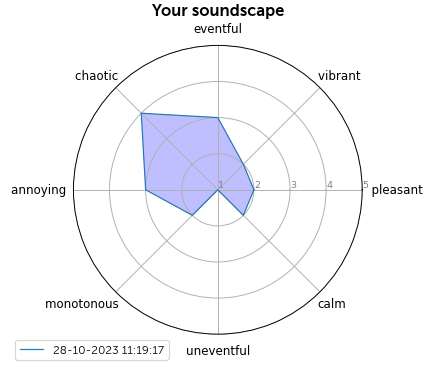 Your soundscape
eventful
chaotic
vibrant
annoying
1 2 3 4 5
pleasant
monotonous
calm
uneventful
28-10-2023 11:19:17